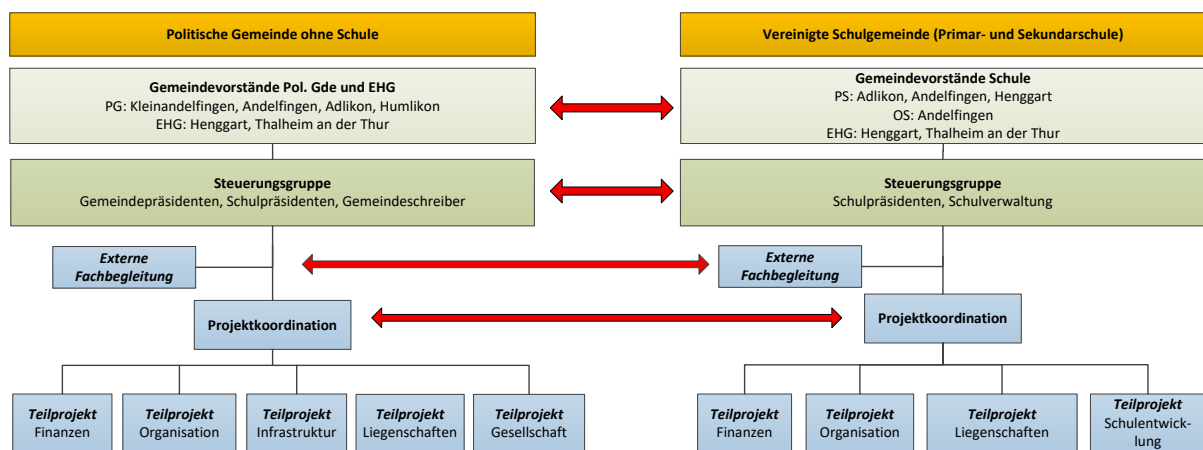 Politische Gemeinde ohne Schule
Gemeindevorstände Pol. Gde und EHG
PG: Kleinandelfingen, Andelfingen, Adlikon, Humlikon
EHG: Henggart, Thalheim an der Thur
Steuerungsgruppe
Gemeindepräsidenten, Schulpräsidenten, Gemeindeschreiber
Externe
Fachbegleitung
Projektkoordination
Teilprojekt
Finanzen
Teilprojekt
Organisation
Teilprojekt
Infrastruktur
Teilprojekt
Liegenschaften
Teilprojekt
Gesellschaft
Vereinigte Schulgemeinde (Primar- und Sekundarschule)
Gemeindevorstände Schule
PS: Adlikon, Andelfingen, Henggart
OS: Andelfingen
EHG: Henggart, Thalheim an der Thur
Steuerungsgruppe
Schulpräsidenten, Schulverwaltung
Externe
Fachbegleitung
Projektkoordination
Teilprojekt
Finanzen
Teilprojekt
Organisation
Teilprojekt
Liegenschaften
Teilprojekt
Schulentwick-
lung